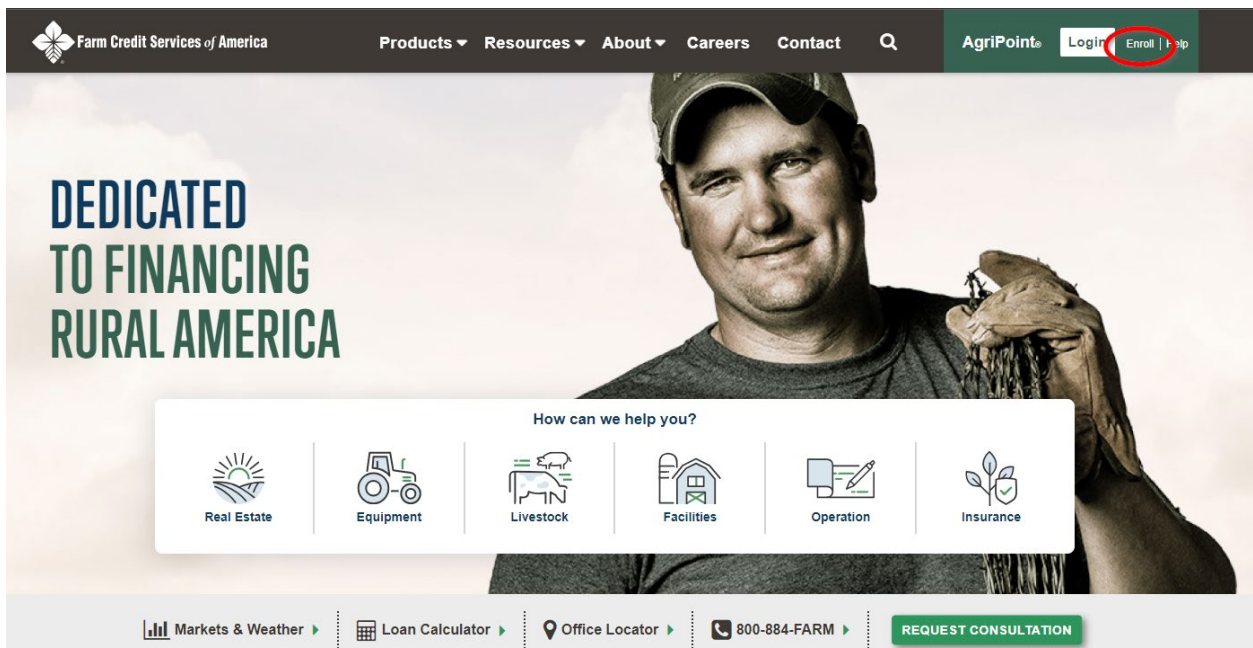 Farm Credit Services of America
Products Resources About Careers Contact
AgriPoint® Login Enroll | Help
DEDICATED
TO FINANCING
RURAL AMERICA
How can we help you?
Real Estate Equipment Livestock Facilities Operation Insurance
Markets & Weather Loan Calculator Office Locator 800-884-FARM REQUEST CONSULTATION